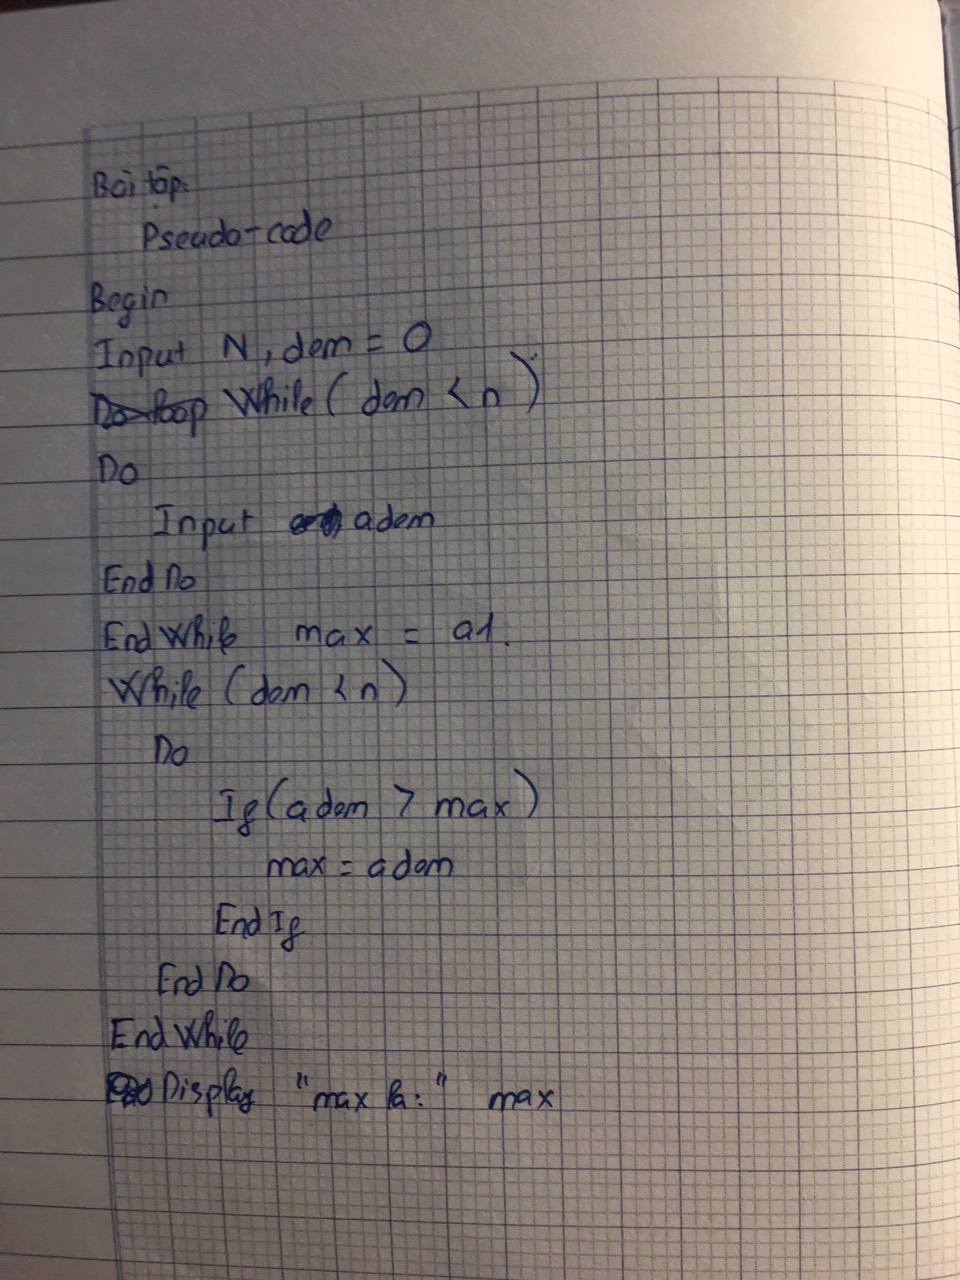 Bài tập:
Pseudo-code
Begin
Input N, dem = 0
While (dem < n)
Do
Input adem
End Do
End While max = a1.
While (dem < n)
Do
If (adem > max)
max = adem
End If
End Do
End While
Display "max là:" max